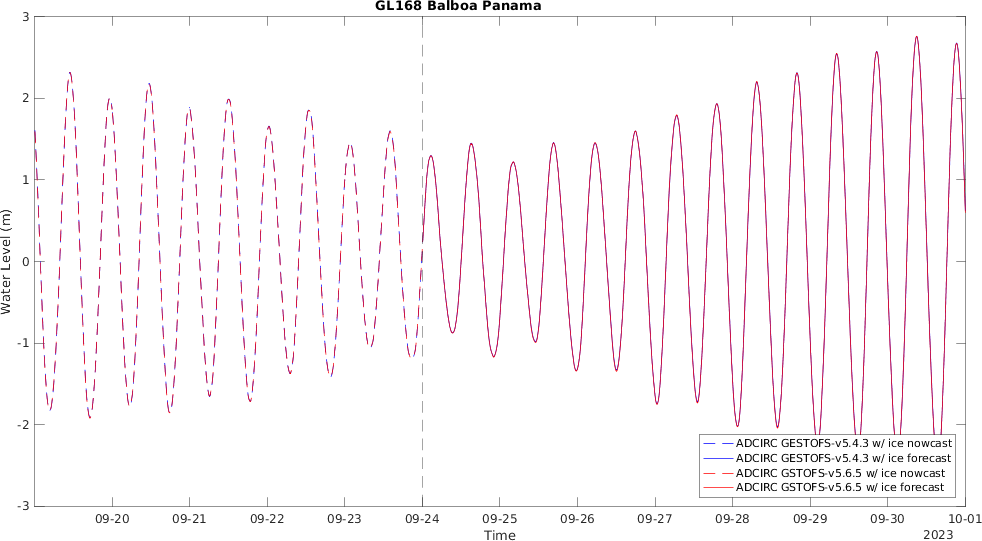 GL168 Balboa Panama
3
2
1
0
-1
-2
-3
Water Level (m)
ADCIRC GESTOFS-v5.4.3 w/ ice nowcast
ADCIRC GESTOFS-v5.4.3 w/ ice forecast
ADCIRC GSTOFS-v5.6.5 w/ ice nowcast
ADCIRC GSTOFS-v5.6.5 w/ ice forecast
09-20 09-21 09-22 09-23 09-24 09-25 09-26 09-27 09-28 09-29 09-30 10-01
Time
2023